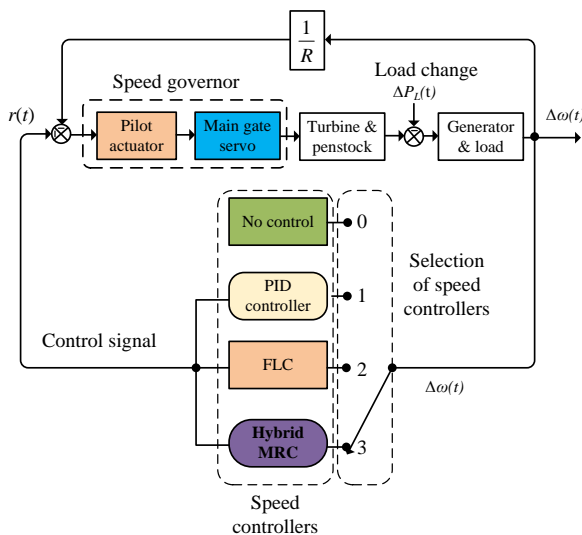 1
R
Speed governor
Load change
ΔP_L(t)
r(t)
Δω(t)
Pilot
actuator
Main gate
servo
Turbine &
penstock
Generator
& load
No control
0
Selection
of speed
controllers
PID
controller
1
Control signal
FLC
2
Δω(t)
Hybrid
MRC
3
Speed
controllers